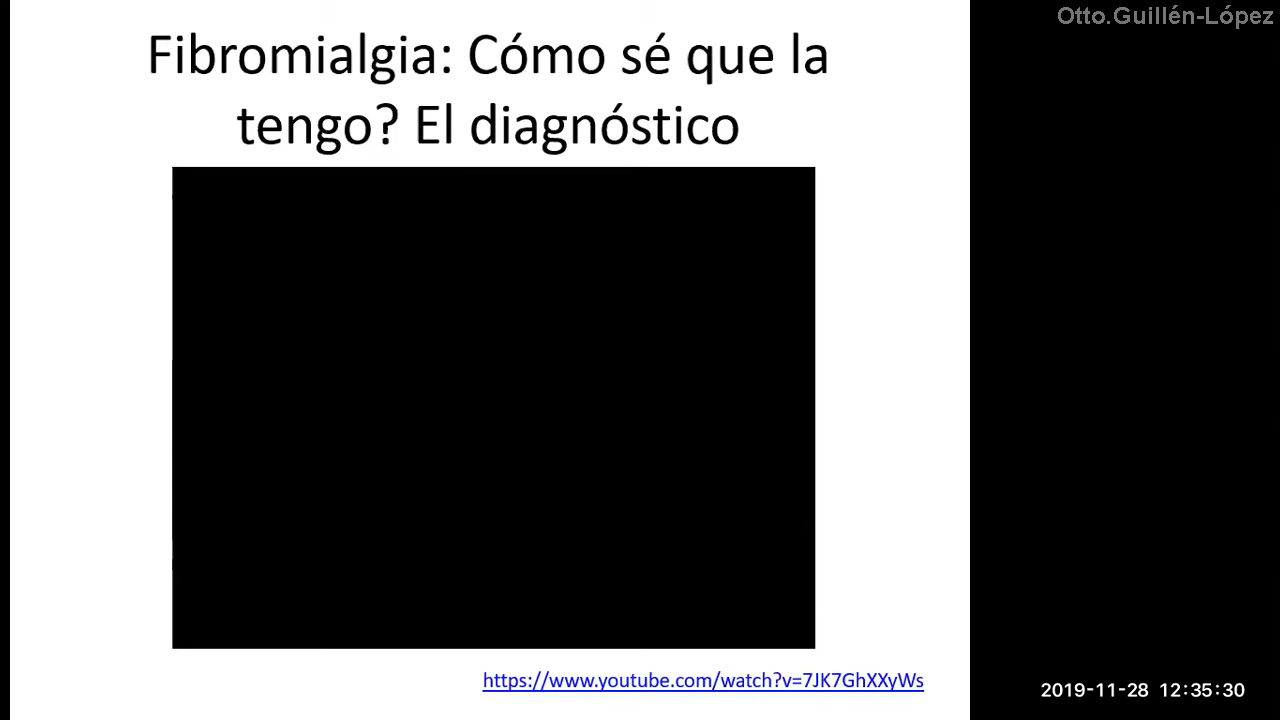 Otto.Guillén-López
Fibromialgia: Cómo sé que la
tengo? El diagnóstico
https://www.youtube.com/watch?v=7JK7GhXXyWs
2019-11-28 12:35:30